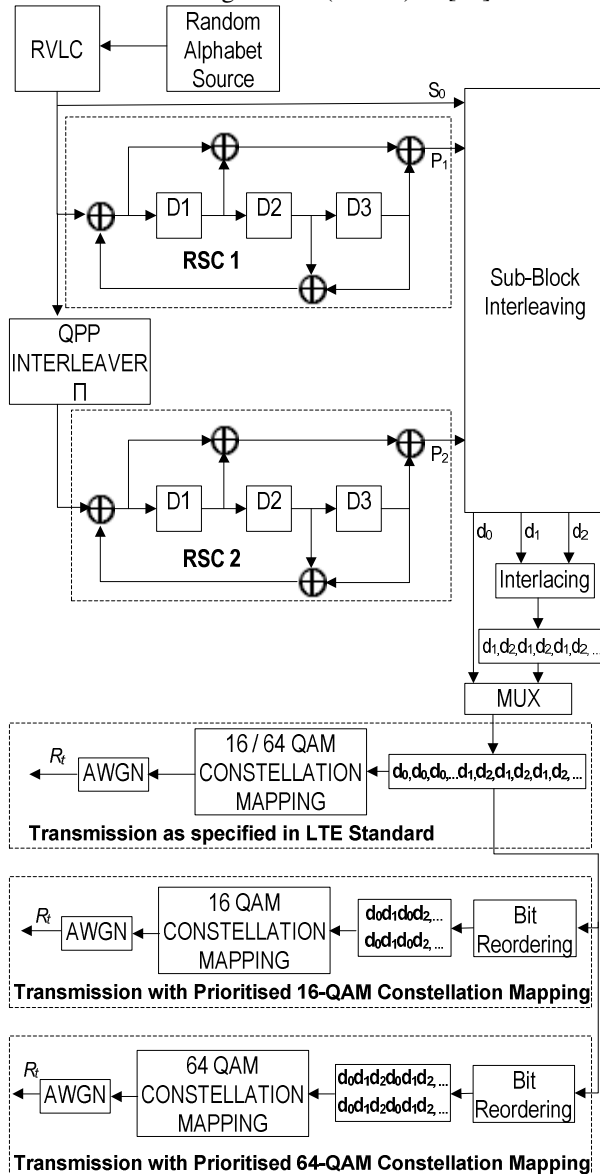 RVLC
Random
Alphabet
Source
S₀
P₁
D1
D2
D3
RSC 1
Sub-Block
Interleaving
QPP
INTERLEAVER
Π
P₂
D1
D2
D3
RSC 2
d₀
d₁
d₂
Interlacing
d₁,d₂,d₁,d₂,d₁,d₂, ...
MUX
Rₜ
AWGN
16 / 64 QAM
CONSTELLATION
MAPPING
d₀,d₀,d₀,...d₁,d₂,d₁,d₂,d₁,d₂, ...
Transmission as specified in LTE Standard
Rₜ
AWGN
16 QAM
CONSTELLATION
MAPPING
d₀d₁d₀d₂,...
d₀d₁d₀d₂, ...
Bit
Reordering
Transmission with Prioritised 16-QAM Constellation Mapping
Rₜ
AWGN
64 QAM
CONSTELLATION
MAPPING
d₀d₁d₂d₀d₁d₂, ...
d₀d₁d₂d₀d₁d₂, ...
Bit
Reordering
Transmission with Prioritised 64-QAM Constellation Mapping